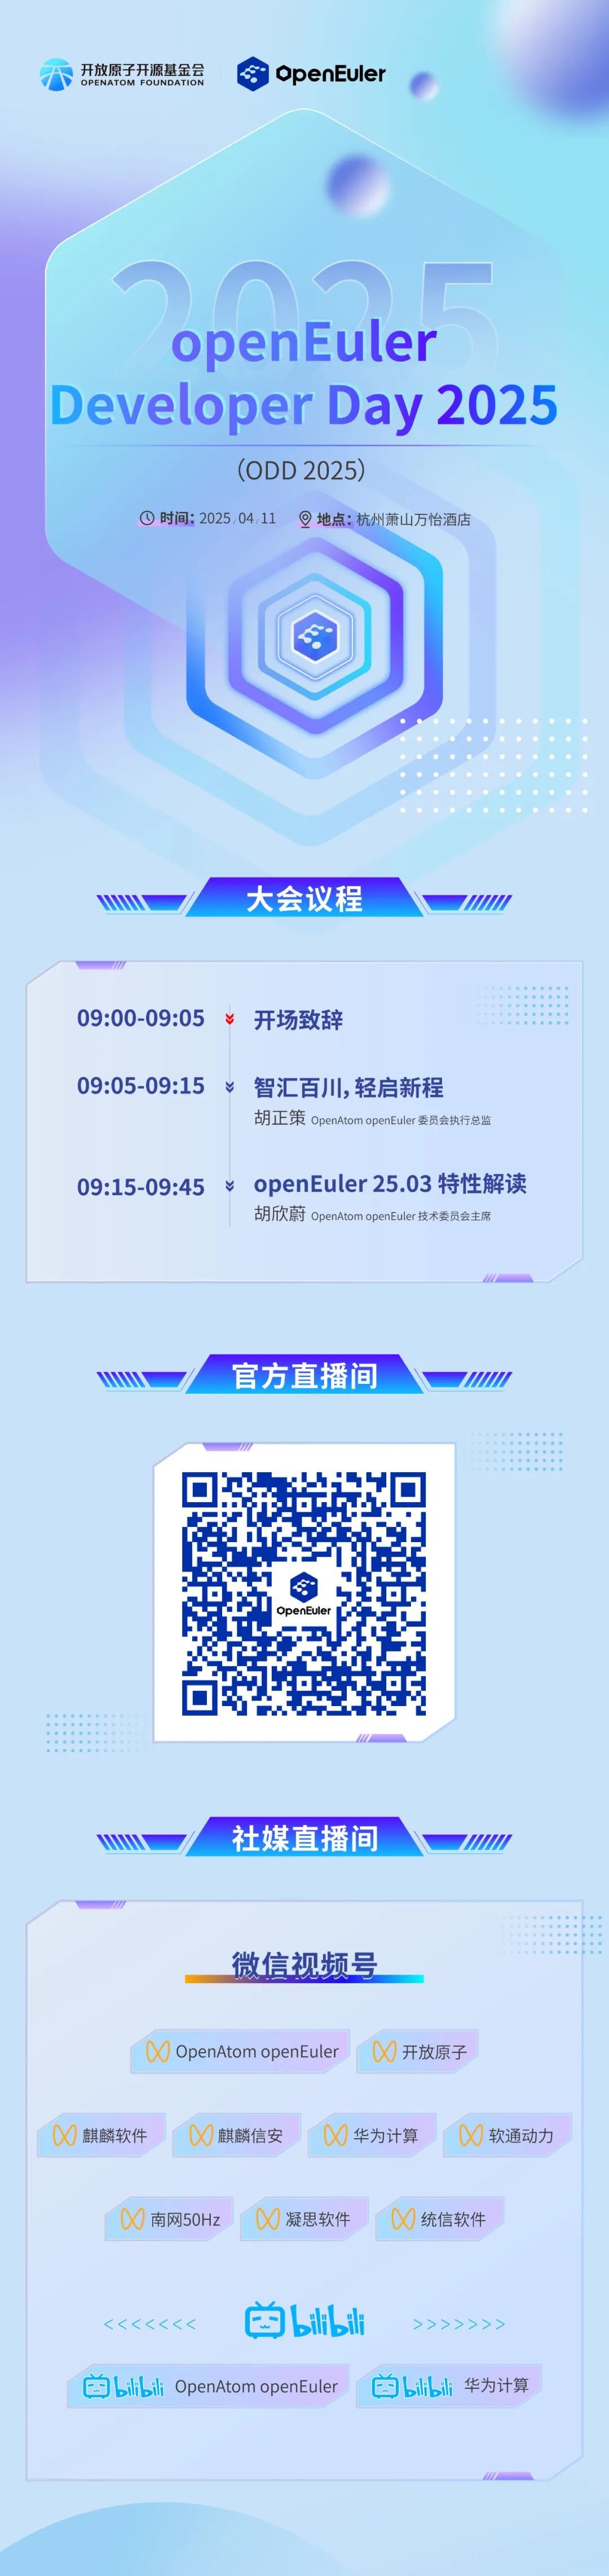 开放原子开源基金会
OPENATOM FOUNDATION
OpenEuler
2025
openEuler
Developer Day 2025
（ODD 2025）
时间：2025/04/11 地点：杭州萧山万怡酒店
大会议程
09:00-09:05 开场致辞
09:05-09:15 智汇百川，轻启新程
胡正策 OpenAtom openEuler 委员会执行总监
09:15-09:45 openEuler 25.03 特性解读
胡欣蔚 OpenAtom openEuler 技术委员会主席
官方直播间
OpenEuler
社媒直播间
微信视频号
OpenAtom openEuler 开放原子
麒麟软件 麒麟信安 华为计算 软通动力
南网50Hz 凝思软件 统信软件
<<<<<<< bilibili >>>>>>>
bilibili OpenAtom openEuler bilibili 华为计算